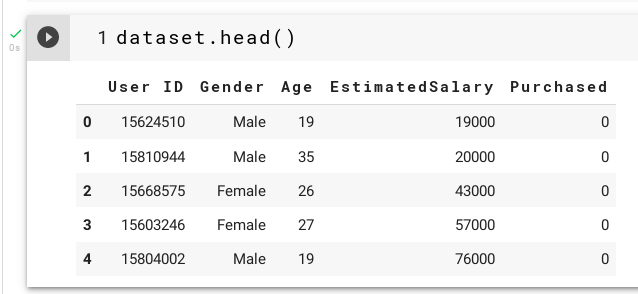 1 dataset.head()
0s
User ID Gender Age EstimatedSalary Purchased
0 15624510 Male 19 19000 0
1 15810944 Male 35 20000 0
2 15668575 Female 26 43000 0
3 15603246 Female 27 57000 0
4 15804002 Male 19 76000 0